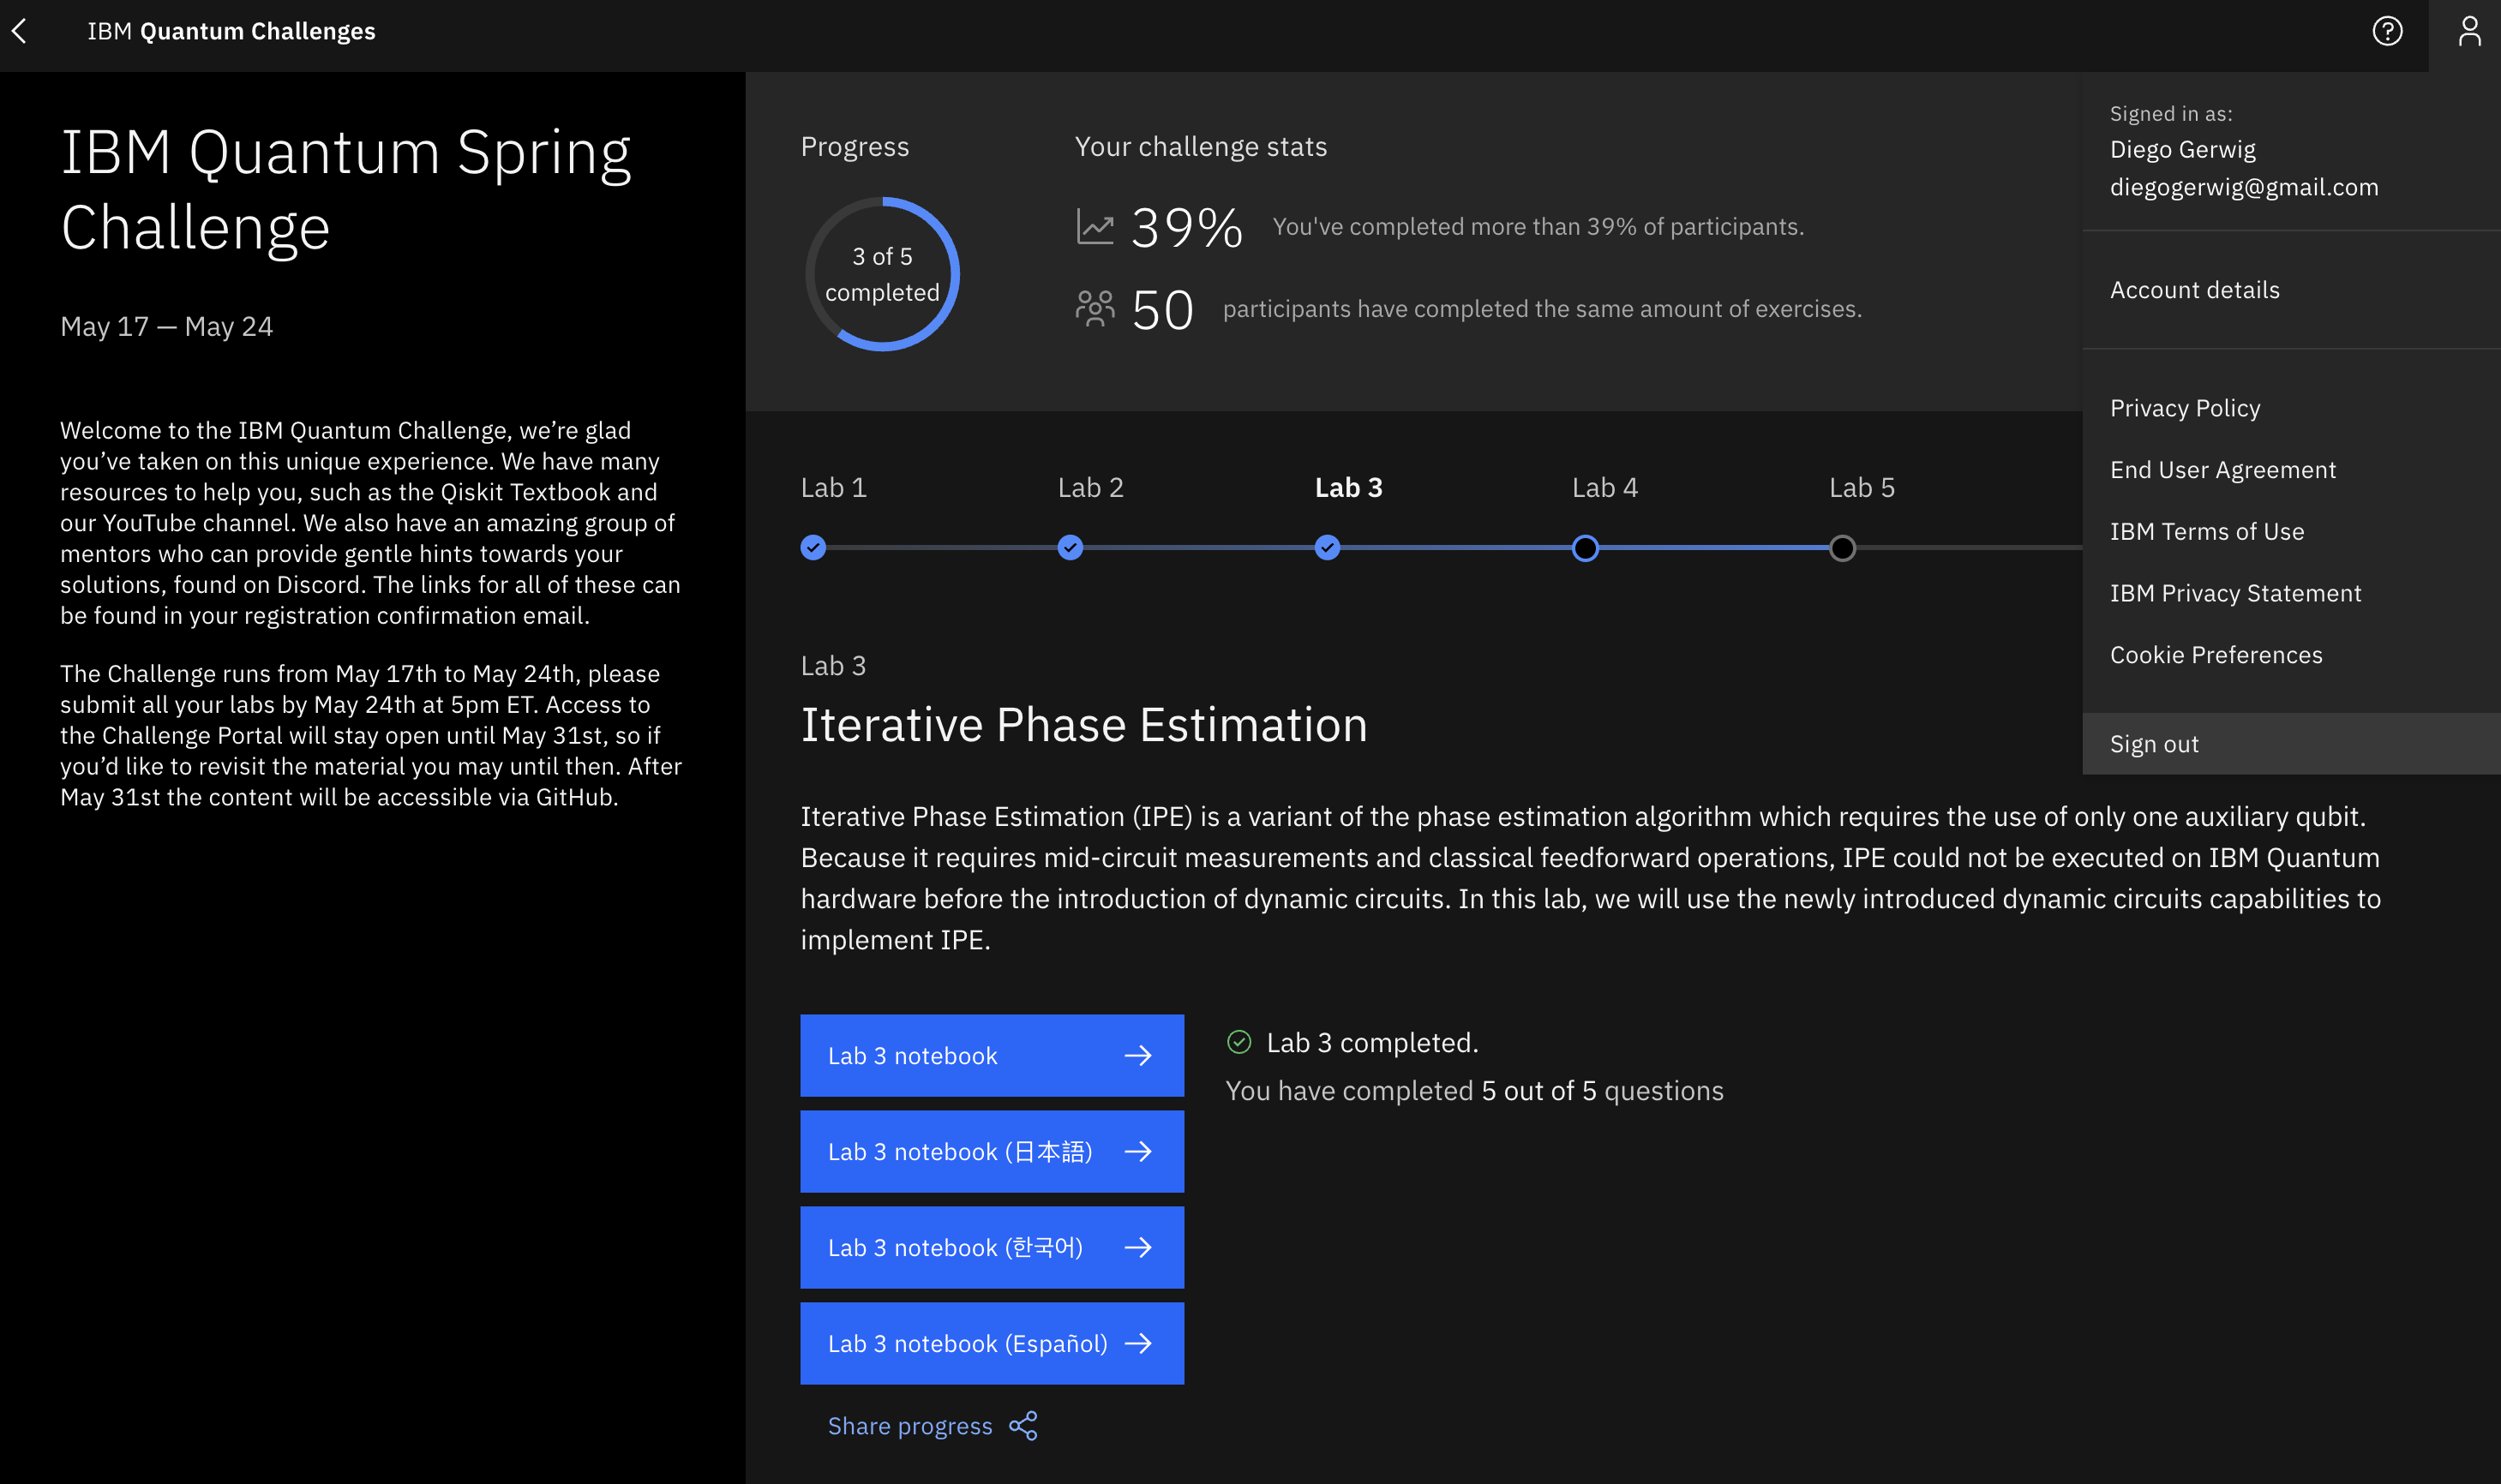 IBM Quantum Challenges
IBM Quantum Spring
Challenge
May 17 — May 24
Welcome to the IBM Quantum Challenge, we’re glad
you’ve taken on this unique experience. We have many
resources to help you, such as the Qiskit Textbook and
our YouTube channel. We also have an amazing group of
mentors who can provide gentle hints towards your
solutions, found on Discord. The links for all of these can
be found in your registration confirmation email.
The Challenge runs from May 17th to May 24th, please
submit all your labs by May 24th at 5pm ET. Access to
the Challenge Portal will stay open until May 31st, so if
you’d like to revisit the material you may until then. After
May 31st the content will be accessible via GitHub.
Progress
3 of 5
completed
Your challenge stats
39% You've completed more than 39% of participants.
50 participants have completed the same amount of exercises.
Lab 1 Lab 2 Lab 3 Lab 4 Lab 5
Lab 3
Iterative Phase Estimation
Iterative Phase Estimation (IPE) is a variant of the phase estimation algorithm which requires the use of only one auxiliary qubit.
Because it requires mid-circuit measurements and classical feedforward operations, IPE could not be executed on IBM Quantum
hardware before the introduction of dynamic circuits. In this lab, we will use the newly introduced dynamic circuits capabilities to
implement IPE.
Lab 3 notebook
Lab 3 notebook (日本語)
Lab 3 notebook (한국어)
Lab 3 notebook (Español)
Share progress
Lab 3 completed.
You have completed 5 out of 5 questions
Signed in as:
Diego Gerwig
diegogerwig@gmail.com
Account details
Privacy Policy
End User Agreement
IBM Terms of Use
IBM Privacy Statement
Cookie Preferences
Sign out